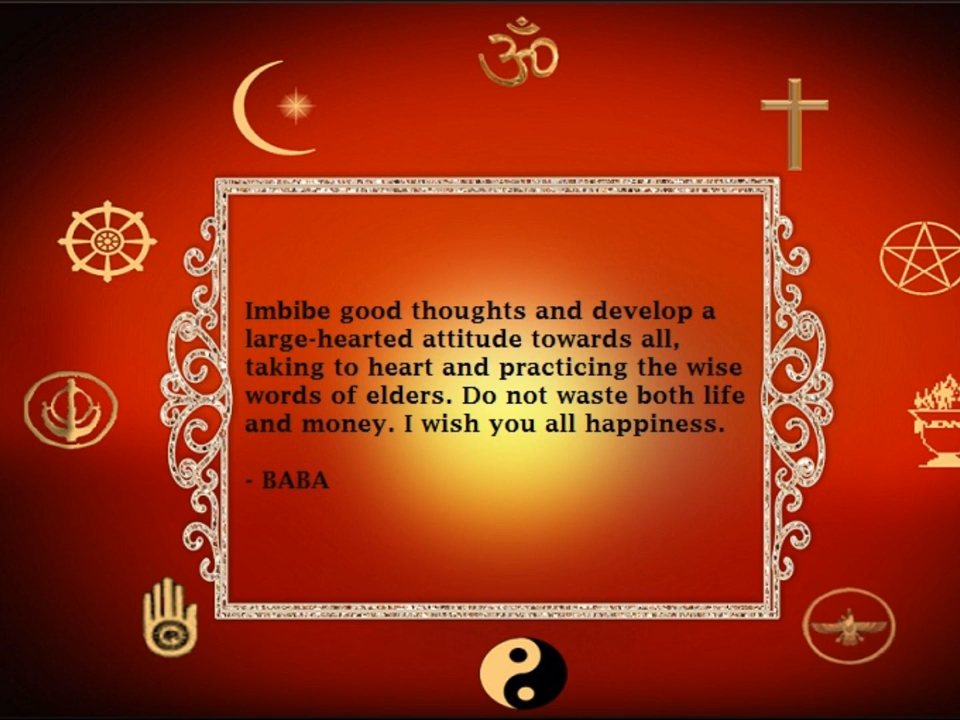 Imbibe good thoughts and develop a
large-hearted attitude towards all,
taking to heart and practicing the wise
words of elders. Do not waste both life
and money. I wish you all happiness.
- BABA